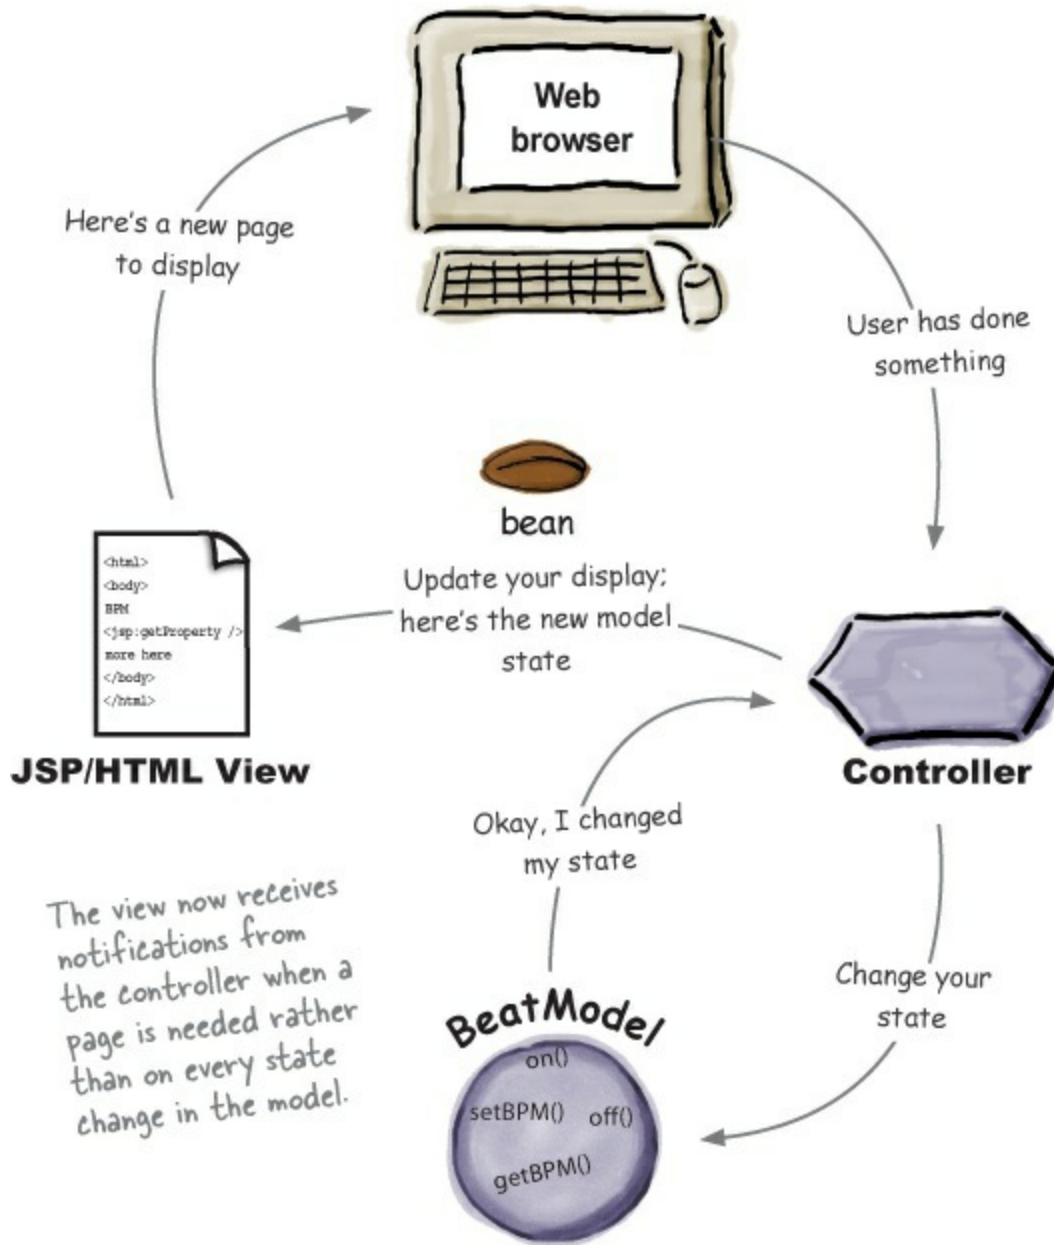 Web
browser
Here's a new page
to display
User has done
something
bean
Update your display;
here's the new model
state
<html>
<body>
BPM
<jsp:getProperty />
more here
</body>
</html>
JSP/HTML View
Controller
Okay, I changed
my state
The view now receives
notifications from
the controller when a
page is needed rather
than on every state
change in the model.
Change your
state
BeatModel
on()
setBPM() off()
getBPM()